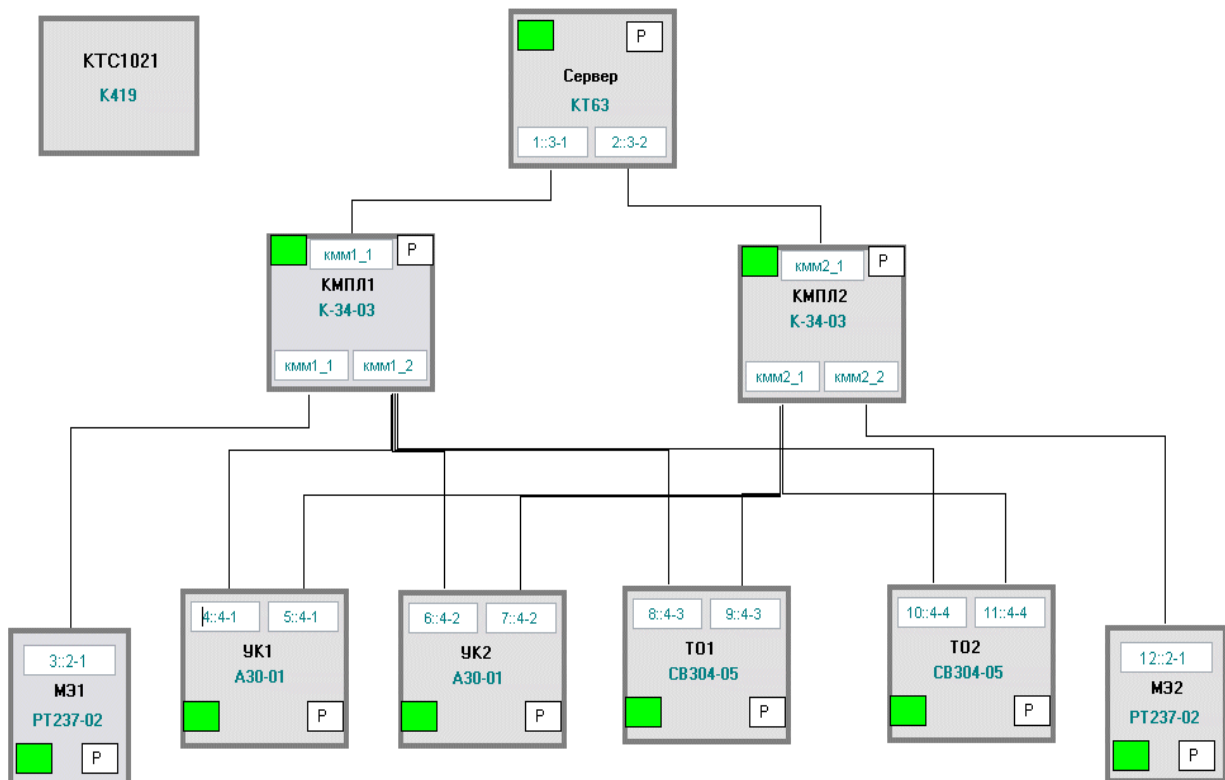 КТС1021
К419
Р
Сервер
КТ63
1::3-1 2::3-2
кмм1_1 Р
КМПЛ1
К-34-03
кмм1_1 кмм1_2
кмм2_1 Р
КМПЛ2
К-34-03
кмм2_1 кмм2_2
3::2-1
МЭ1
РТ237-02
Р
4::4-1 5::4-1
УК1
А30-01
Р
6::4-2 7::4-2
УК2
А30-01
Р
8::4-3 9::4-3
ТО1
СВ304-05
Р
10::4-4 11::4-4
ТО2
СВ304-05
Р
12::2-1
МЭ2
РТ237-02
Р